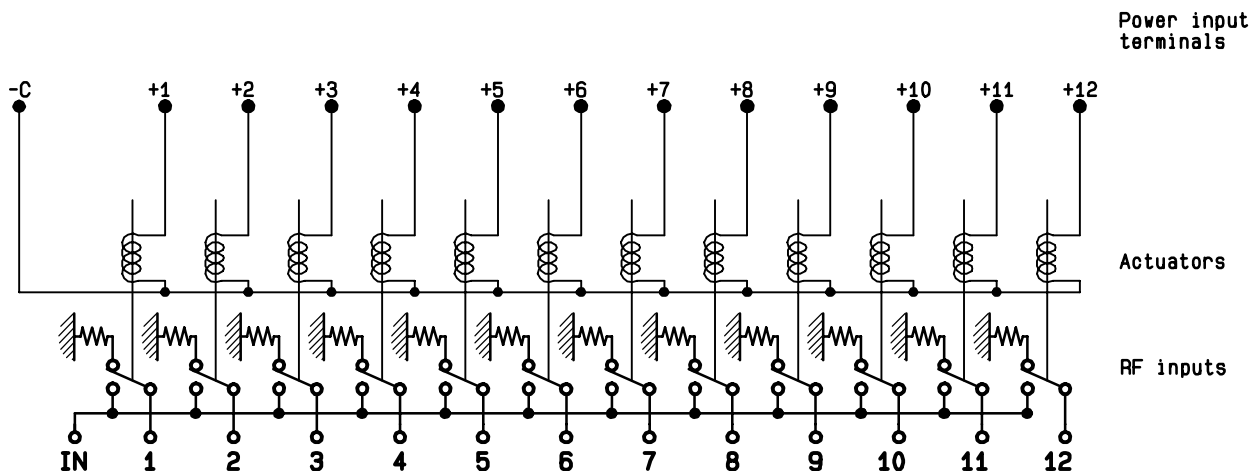 Power input
terminals
-C +1 +2 +3 +4 +5 +6 +7 +8 +9 +10 +11 +12
Actuators
RF inputs
IN 1 2 3 4 5 6 7 8 9 10 11 12